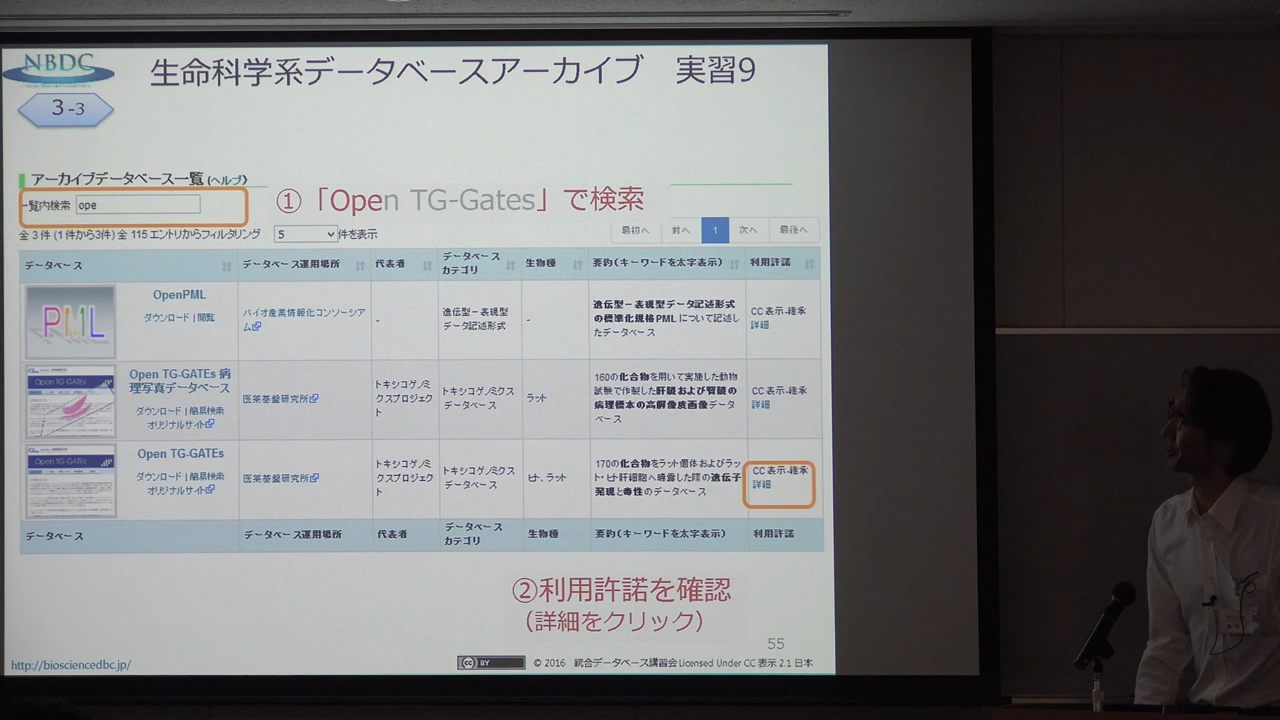 NBDC
生命科学系データベースアーカイブ　実習9
3-3
アーカイブデータベース一覧 (ヘルプ)
一覧内検索 ope
①「Open TG-Gates」で検索
全 3 件 (1 件から3件) 全 115 エントリからフィルタリング 5 件を表示
最初へ 前へ 1 次へ 最後へ
データベース データベース運用場所 代表者 データベースカテゴリ 生物種 要約(キーワードを太字表示) 利用許諾
OpenPML
ダウンロード | 閲覧
バイオ産業情報化コンソーシア
ム
-
遺伝型－表現型
データ記述形式
-
遺伝型－表現型データ記述形式
の標準化規格PML について記述し
たデータベース
CC 表示-継承
詳細
PML
Open TG-GATEs 病
理写真データベース
ダウンロード | 簡易検索
オリジナルサイト
医薬基盤研究所
トキシコゲノミ
クスプロジェク
ト
トキシコゲノミクス
データベース
ラット
160の化合物を用いて実施した動物
試験で作製した肝臓および腎臓の
病理標本の高解像度画像データ
ベース
CC 表示-継承
詳細
Open TG-GATEs
Open TG-GATEs
ダウンロード | 簡易検索
オリジナルサイト
医薬基盤研究所
トキシコゲノミ
クスプロジェク
ト
トキシコゲノミクス
データベース
ヒト、ラット
170の化合物をラット個体およびラッ
ト・ヒト肝細胞へ曝露した際の遺伝子
発現と毒性のデータベース
CC 表示-継承
詳細
Open TG-GATEs
データベース データベース運用場所 代表者 データベースカテゴリ 生物種 要約(キーワードを太字表示) 利用許諾
②利用許諾を確認
（詳細をクリック）
55
http://biosciencedbc.jp/
cc BY © 2016 統合データベース講習会 Licensed Under CC 表示 2.1 日本